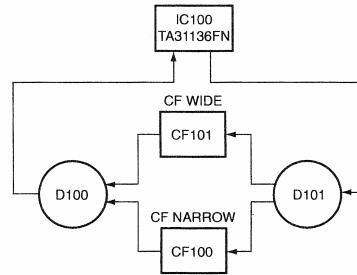 IC100
TA31136FN
CF WIDE
CF101
D100
D101
CF NARROW
CF100